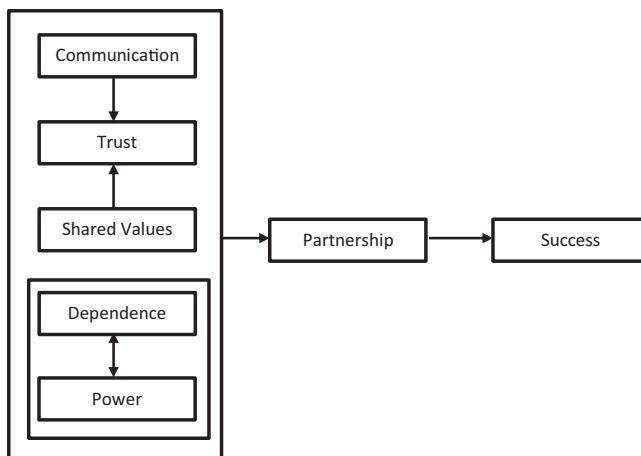 Communication
Trust
Shared Values
Dependence
Power
Partnership
Success